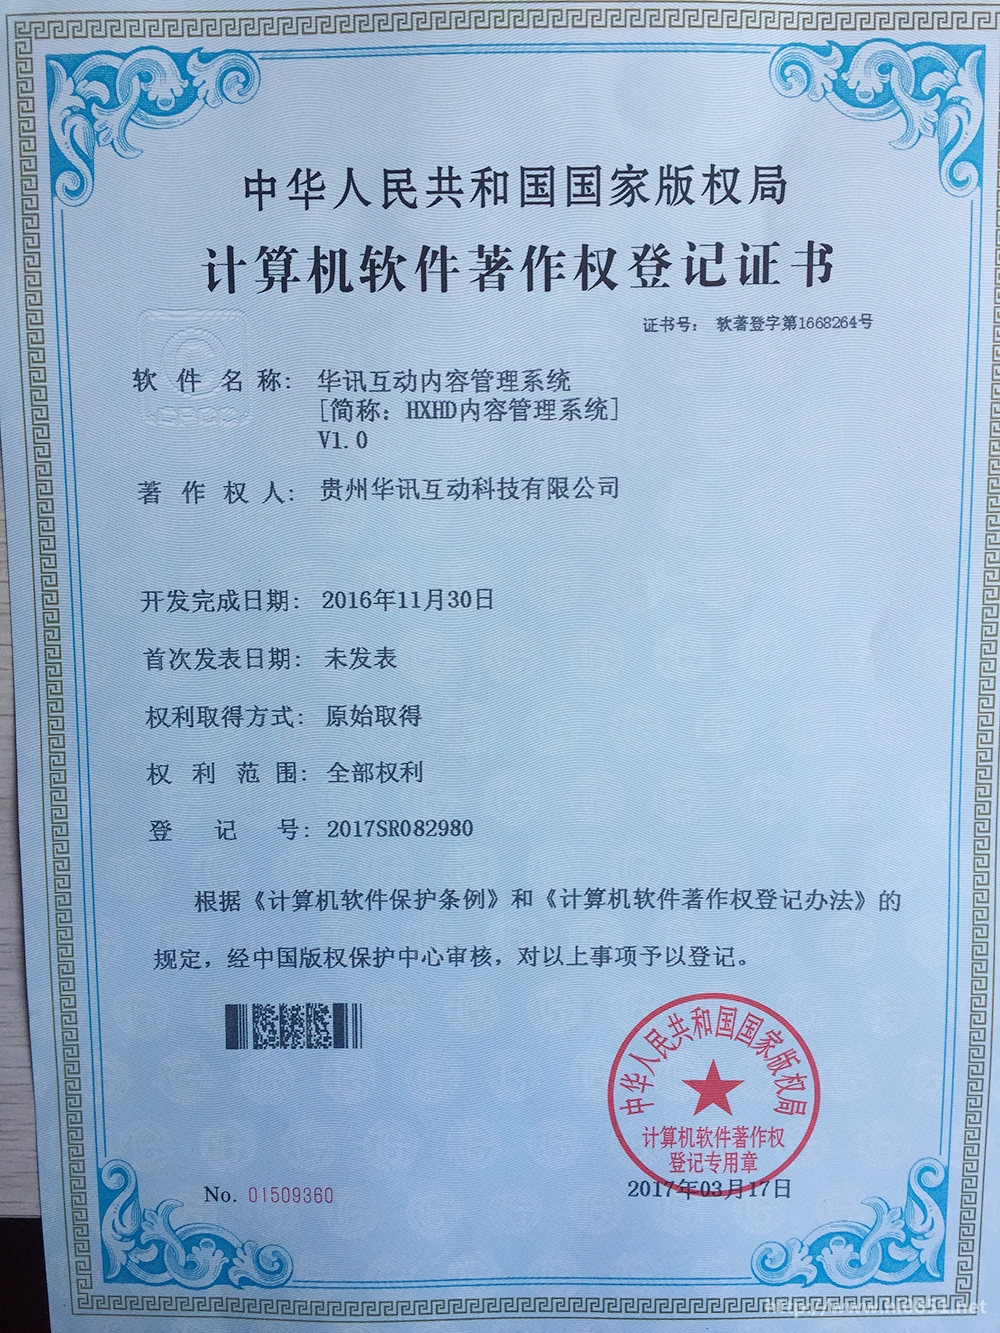 中华人民共和国国家版权局
计算机软件著作权登记证书
证书号： 软著登字第1668264号
软件名称： 华讯互动内容管理系统
[简称：HXHD内容管理系统]
V1.0
著作权人： 贵州华讯互动科技有限公司
开发完成日期： 2016年11月30日
首次发表日期： 未发表
权利取得方式： 原始取得
权利范围： 全部权利
登记号： 2017SR082980
根据《计算机软件保护条例》和《计算机软件著作权登记办法》的
规定，经中国版权保护中心审核，对以上事项予以登记。
中华人民共和国国家版权局
计算机软件著作权
登记专用章
No. 01509360
2017年03月17日